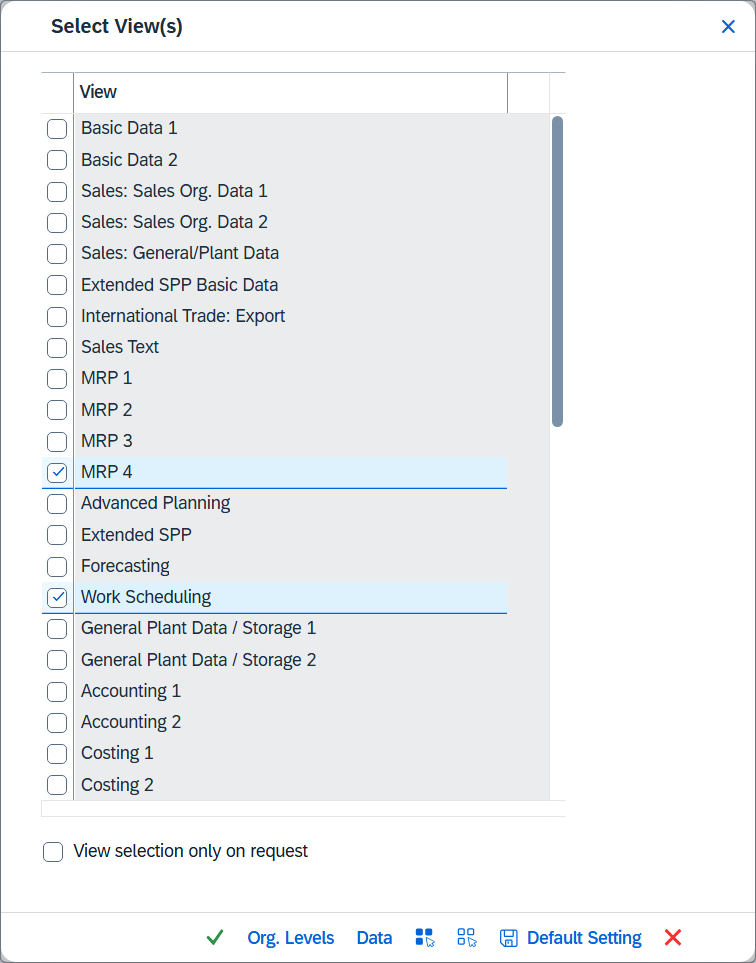 Select View(s)
View
Basic Data 1
Basic Data 2
Sales: Sales Org. Data 1
Sales: Sales Org. Data 2
Sales: General/Plant Data
Extended SPP Basic Data
International Trade: Export
Sales Text
MRP 1
MRP 2
MRP 3
MRP 4
Advanced Planning
Extended SPP
Forecasting
Work Scheduling
General Plant Data / Storage 1
General Plant Data / Storage 2
Accounting 1
Accounting 2
Costing 1
Costing 2
View selection only on request
Org. Levels Data Default Setting